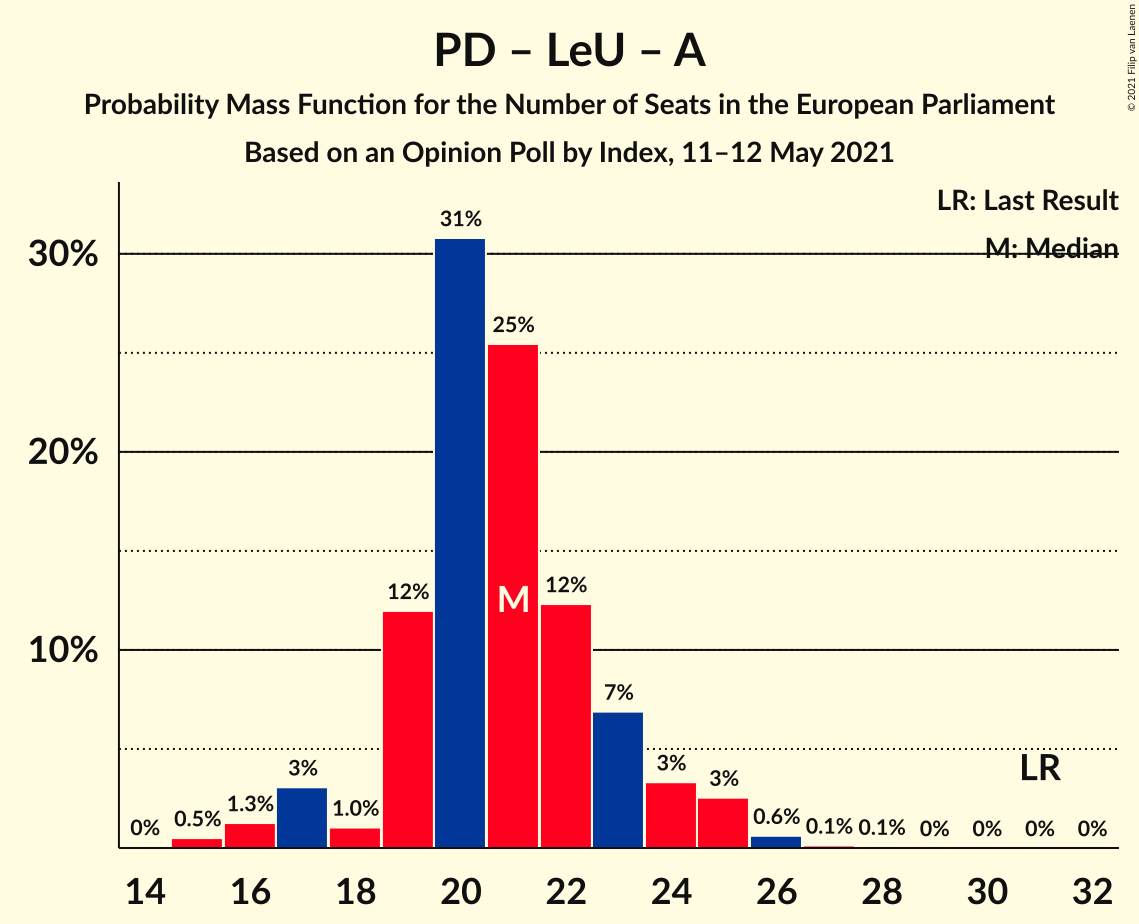 PD – LeU – A
Probability Mass Function for the Number of Seats in the European Parliament
Based on an Opinion Poll by Index, 11–12 May 2021
© 2021 Filip van Laenen
LR: Last Result
M: Median
30%
20%
10%
0%
0.5%
1.3%
3%
1.0%
12%
31%
25%
M
12%
7%
3%
3%
0.6%
0.1%
0.1%
0%
0%
LR
0%
0%
14 16 18 20 22 24 26 28 30 32